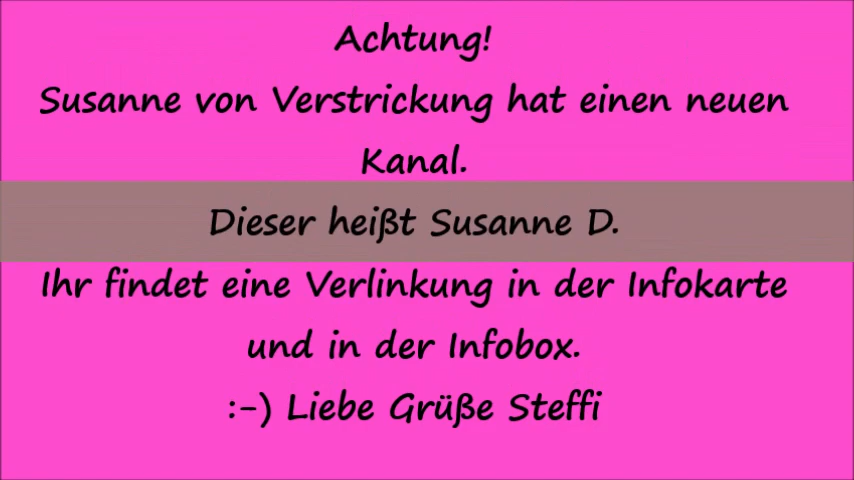 Achtung!
Susanne von Verstrickung hat einen neuen
Kanal.
Dieser heißt Susanne D.
Ihr findet eine Verlinkung in der Infokarte
und in der Infobox.
:-) Liebe Grüße Steffi